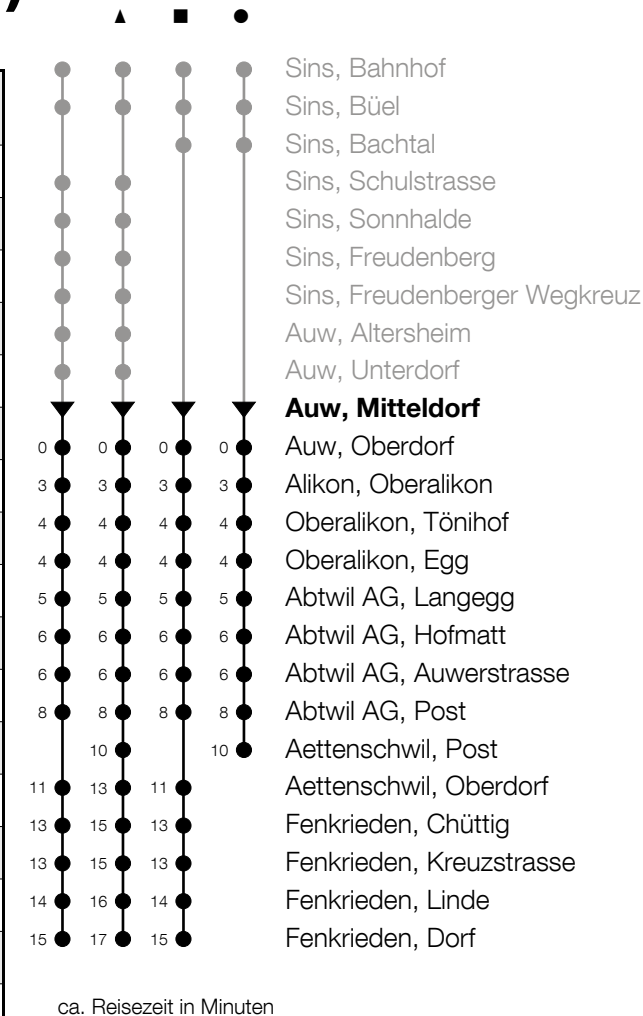 ▲ ■ ●
Sins, Bahnhof
Sins, Büel
Sins, Bachtal
Sins, Schulstrasse
Sins, Sonnhalde
Sins, Freudenberg
Sins, Freudenberger Wegkreuz
Auw, Altersheim
Auw, Unterdorf
Auw, Mitteldorf
0 0 0 0 Auw, Oberdorf
3 3 3 3 Alikon, Oberalikon
4 4 4 4 Oberalikon, Tönihof
4 4 4 4 Oberalikon, Egg
5 5 5 5 Abtwil AG, Langegg
6 6 6 6 Abtwil AG, Hofmatt
6 6 6 6 Abtwil AG, Auwerstrasse
8 8 8 8 Abtwil AG, Post
10 10 Aettenschwil, Post
11 13 11 Aettenschwil, Oberdorf
13 15 13 Fenkrieden, Chüttig
13 15 13 Fenkrieden, Kreuzstrasse
14 16 14 Fenkrieden, Linde
15 17 15 Fenkrieden, Dorf
ca. Reisezeit in Minuten